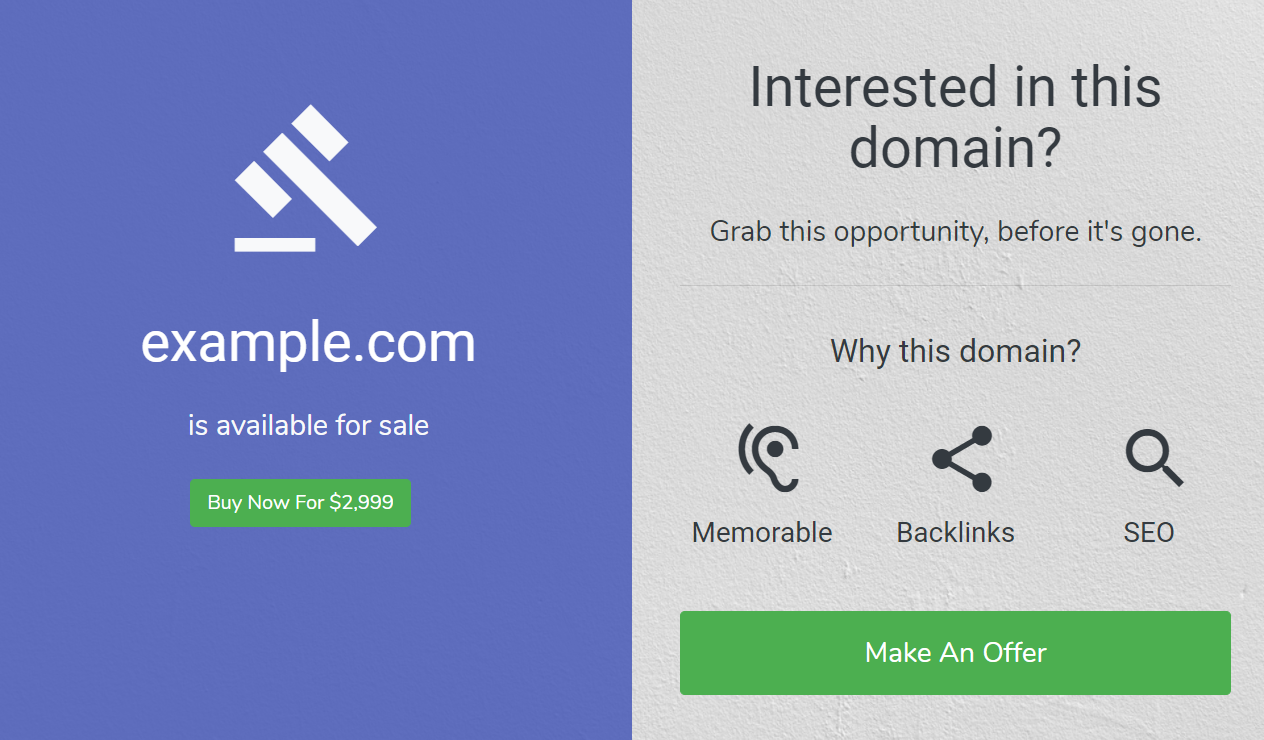 example.com
is available for sale
Buy Now For $2,999
Interested in this
domain?
Grab this opportunity, before it's gone.
Why this domain?
Memorable
Backlinks
SEO
Make An Offer